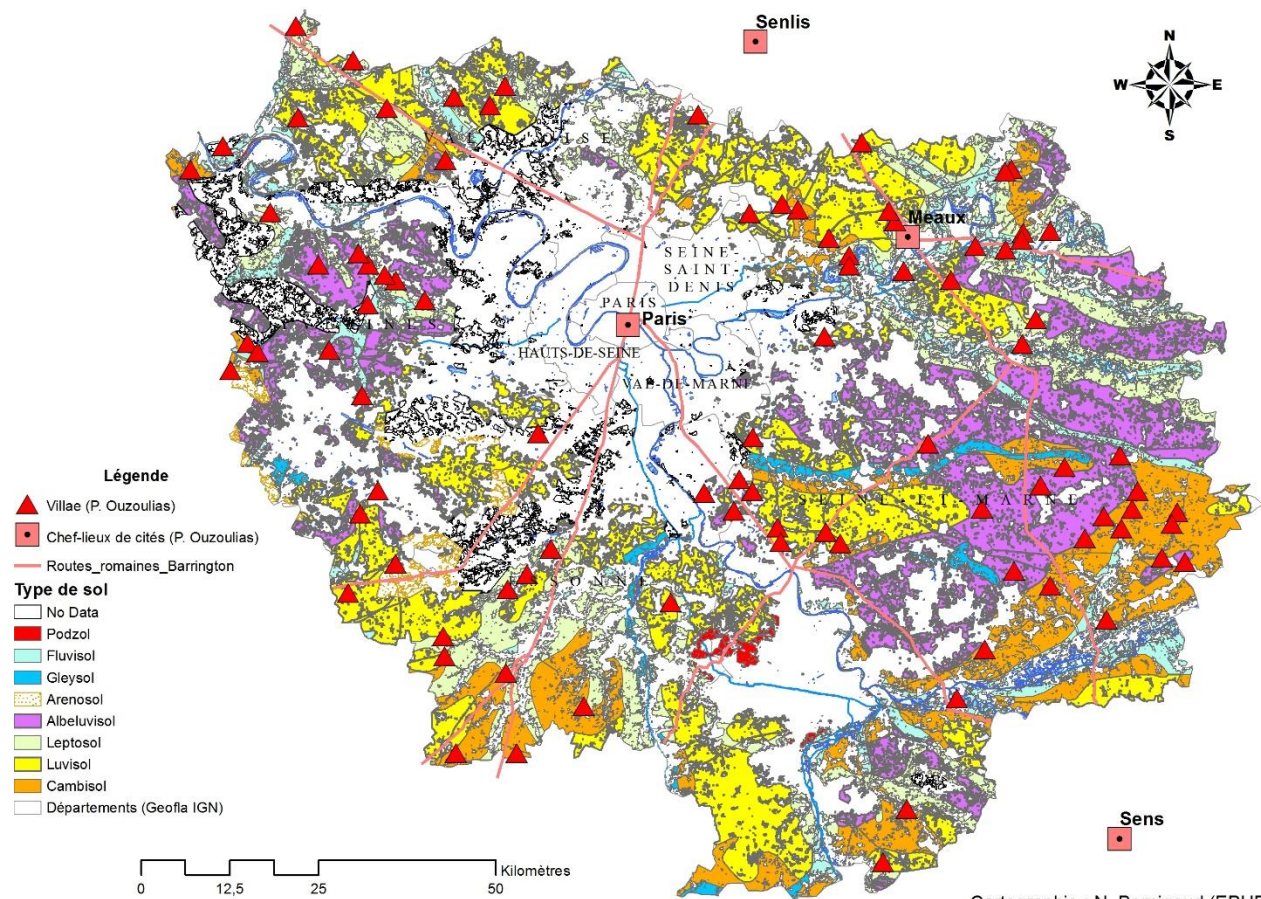 Senlis
N
W E
S
VAL-D'OISE
Meaux
SEINE-
SAINT-
DENIS
PARIS
Paris
YVELINES
HAUTS-DE-SEINE
VAL-DE-MARNE
SEINE-ET-MARNE
ESSONNE
Sens
Légende
Villae (P. Ouzoulias)
Chef-lieux de cités (P. Ouzoulias)
Routes_romaines_Barrington
Type de sol
No Data
Podzol
Fluvisol
Gleysol
Arenosol
Albeluvisol
Leptosol
Luvisol
Cambisol
Départements (Geofla IGN)
Kilomètres
0 12,5 25 50